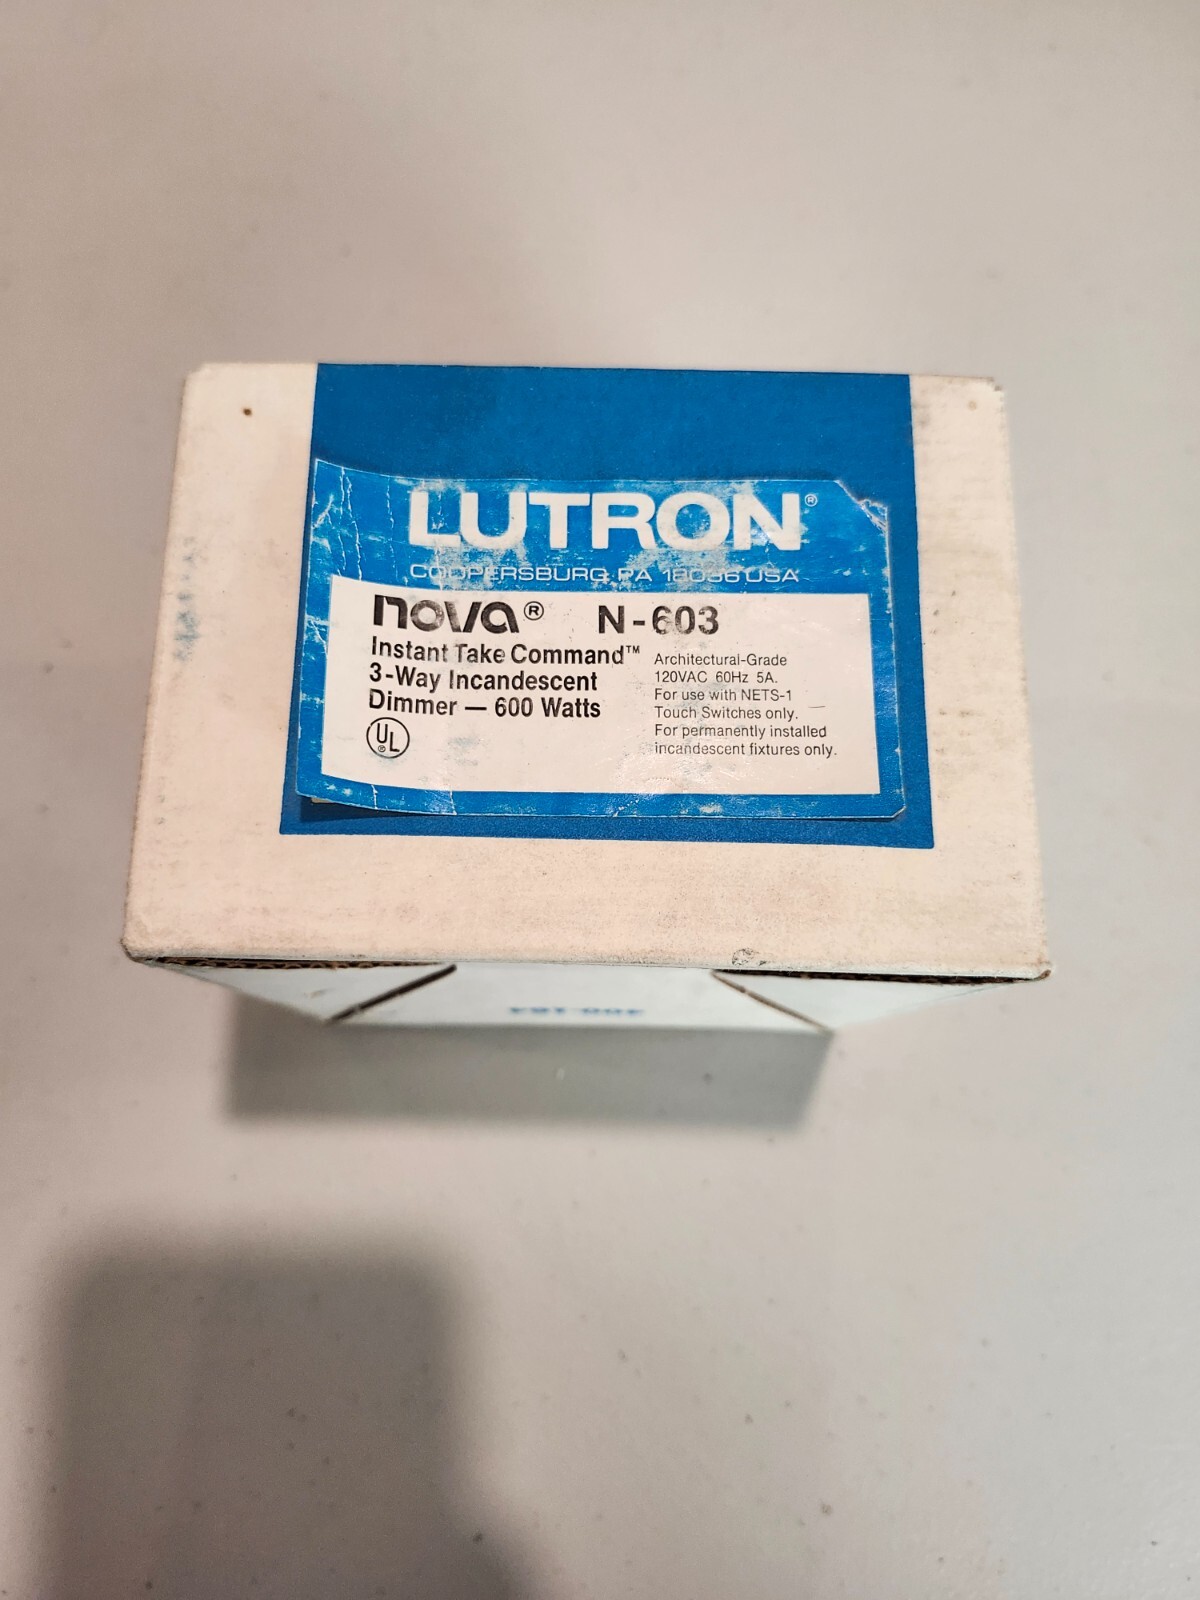 LUTRON®
COOPERSBURG, PA 18036 USA
nova® N-603
Instant Take Command™
3-Way Incandescent
Dimmer — 600 Watts
UL®
Architectural-Grade
120VAC 60Hz 5A.
For use with NETS-1
Touch Switches only.
For permanently installed
incandescent fixtures only.